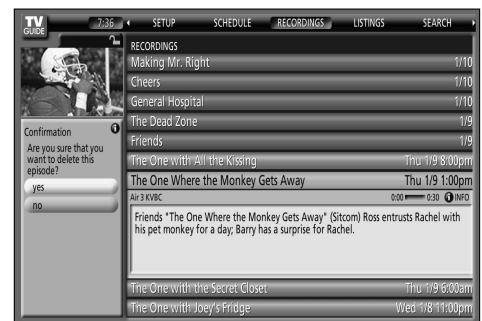 TV GUIDE
7:36
SETUP SCHEDULE RECORDINGS LISTINGS SEARCH
RECORDINGS
Making Mr. Right 1/10
Cheers 1/10
General Hospital 1/10
The Dead Zone 1/9
Friends 1/9
The One with All the Kissing Thu 1/9 8:00pm
The One Where the Monkey Gets Away Thu 1/9 1:00pm
Air 3 KVBC 0:00 0:30 INFO
Friends "The One Where the Monkey Gets Away" (Sitcom) Ross entrusts Rachel with
his pet monkey for a day; Barry has a surprise for Rachel.
The One with the Secret Closet Thu 1/9 6:00am
The One with Joey's Fridge Wed 1/8 11:00pm
Confirmation
Are you sure that you
want to delete this
episode?
yes
no